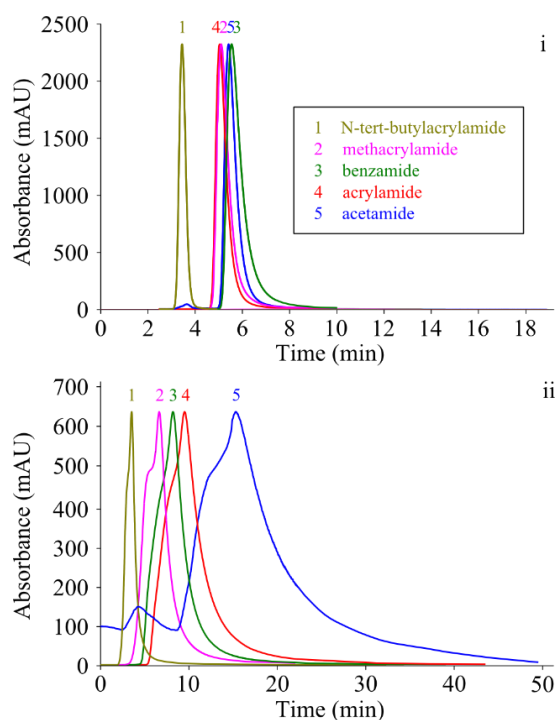 1 4 2 5 3
i
2500
2000
1500
1000
500
0
Absorbance (mAU)
1 N-tert-butylacrylamide
2 methacrylamide
3 benzamide
4 acrylamide
5 acetamide
0 2 4 6 8 10 12 14 16 18
Time (min)
ii
700
600
500
400
300
200
100
0
Absorbance (mAU)
1 2 3 4 5
0 10 20 30 40 50
Time (min)